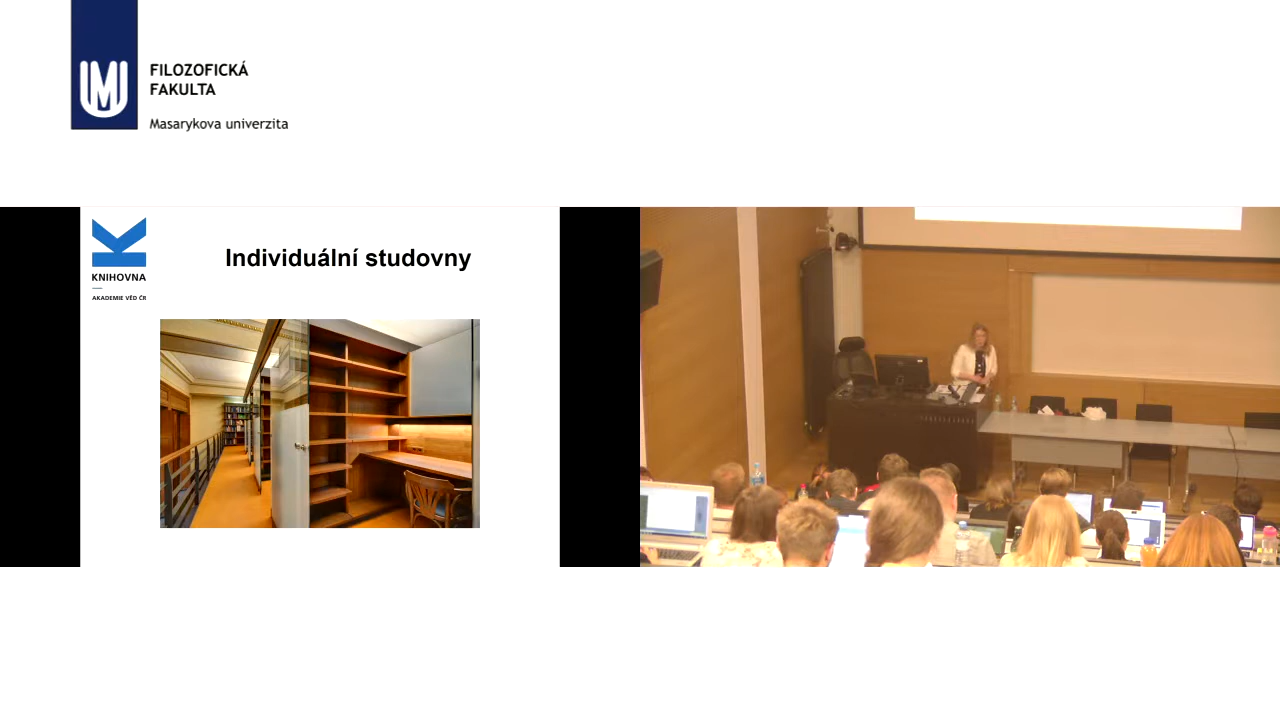 FILOZOFICKÁ
FAKULTA
Masarykova univerzita
Individuální studovny
KNIHOVNA
AKADEMIE VĚD ČR